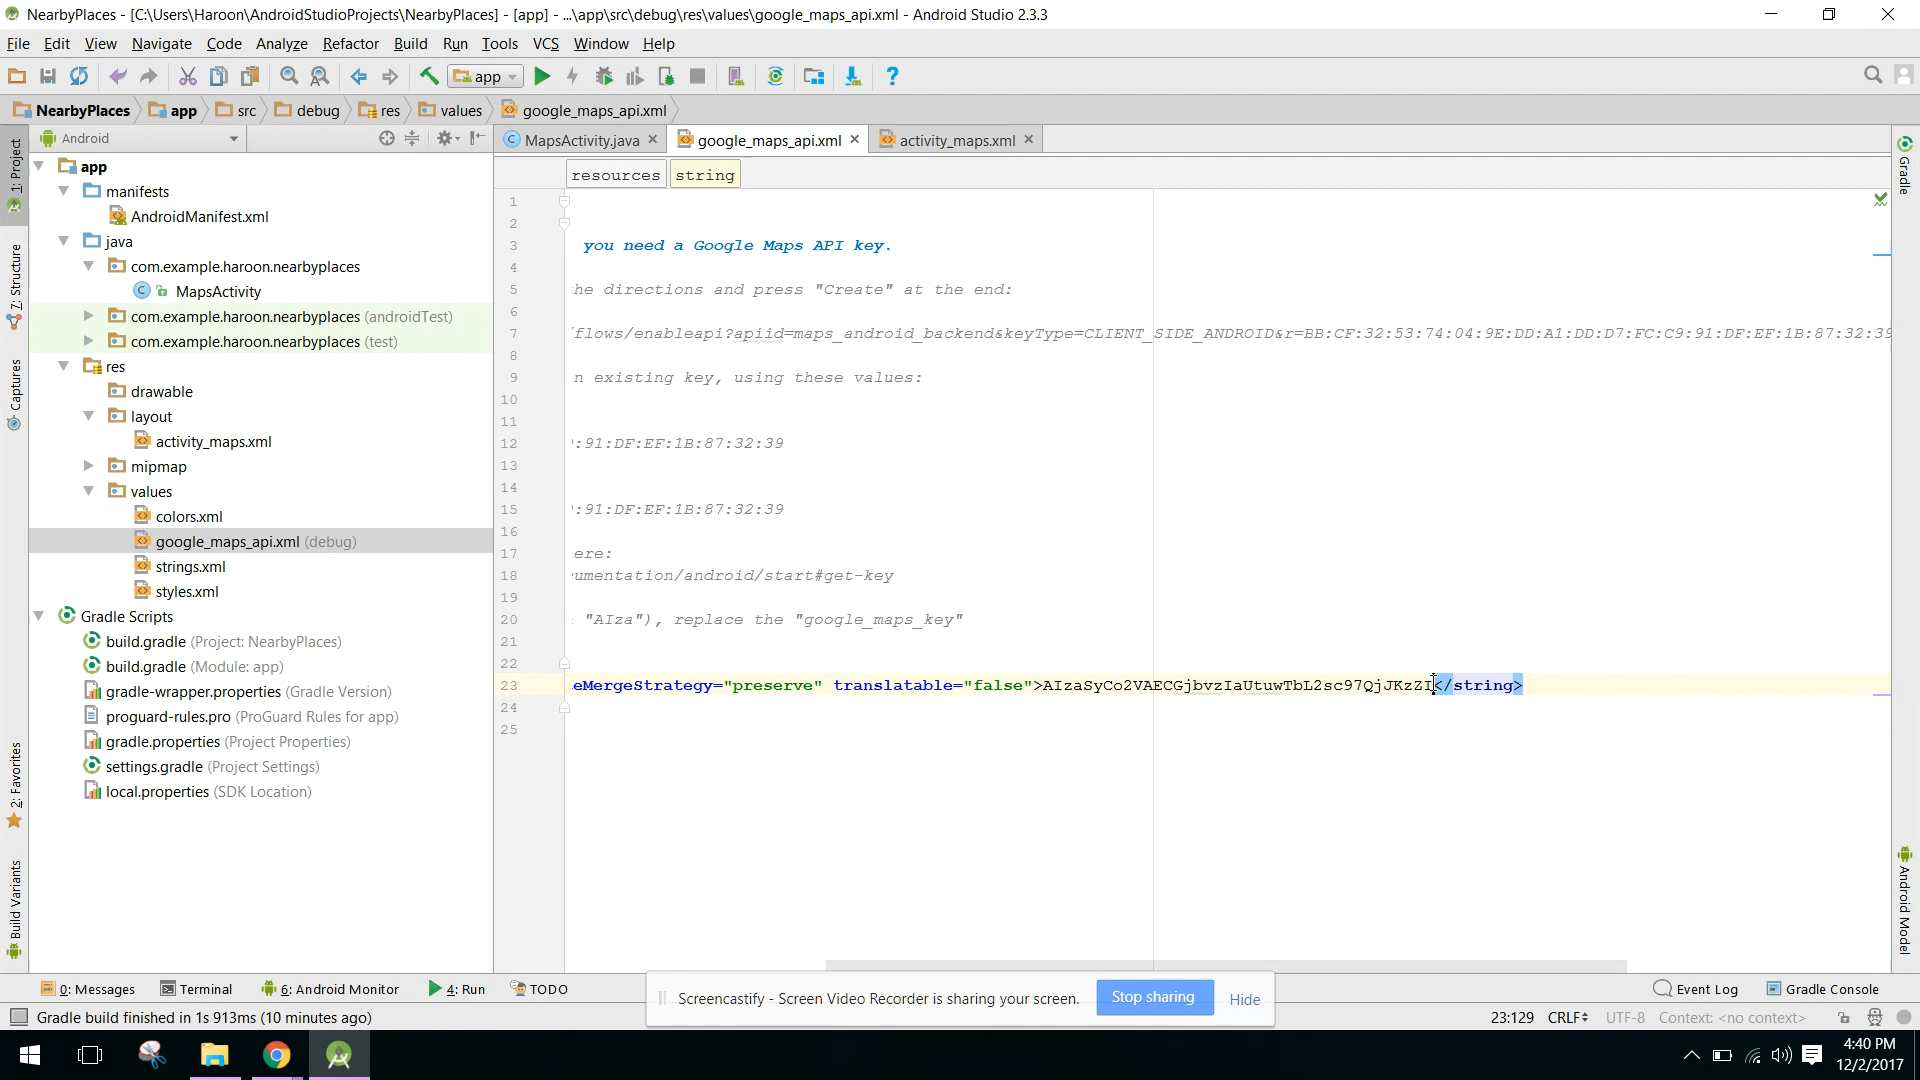 NearbyPlaces - [C:\Users\Haroon\AndroidStudioProjects\NearbyPlaces] - [app] - ...\app\src\debug\res\values\google_maps_api.xml - Android Studio 2.3.3
File Edit View Navigate Code Analyze Refactor Build Run Tools VCS Window Help
app
NearbyPlaces app src debug res values google_maps_api.xml
Android
MapsActivity.java google_maps_api.xml activity_maps.xml
resources string
1: Project
Z: Structure
Captures
2: Favorites
Build Variants
app
manifests
AndroidManifest.xml
java
com.example.haroon.nearbyplaces
MapsActivity
com.example.haroon.nearbyplaces (androidTest)
com.example.haroon.nearbyplaces (test)
res
drawable
layout
activity_maps.xml
mipmap
values
colors.xml
google_maps_api.xml (debug)
strings.xml
styles.xml
Gradle Scripts
build.gradle (Project: NearbyPlaces)
build.gradle (Module: app)
gradle-wrapper.properties (Gradle Version)
proguard-rules.pro (ProGuard Rules for app)
gradle.properties (Project Properties)
settings.gradle (Project Settings)
local.properties (SDK Location)
1
2
3 you need a Google Maps API key.
4
5 he directions and press "Create" at the end:
6
7 flows/enableapi?apiid=maps_android_backend&keyType=CLIENT_SIDE_ANDROID&r=BB:CF:32:53:74:04:9E:DD:A1:DD:D7:FC:C9:91:DF:EF:1B:87:32:39
8
9 n existing key, using these values:
10
11
12 :91:DF:EF:1B:87:32:39
13
14
15 :91:DF:EF:1B:87:32:39
16
17 ere:
18 umentation/android/start#get-key
19
20 "AIza"), replace the "google_maps_key"
21
22
23 eMergeStrategy="preserve" translatable="false">AIzaSyCo2VAECGjbvzIaUtuwTbL2sc97QjJKzZI</string>
24
25
Gradle
Android Model
0: Messages Terminal 6: Android Monitor 4: Run TODO
Event Log Gradle Console
Screencastify - Screen Video Recorder is sharing your screen. Stop sharing Hide
Gradle build finished in 1s 913ms (10 minutes ago)
23:129 CRLF UTF-8 Context: <no context>
4:40 PM
12/2/2017